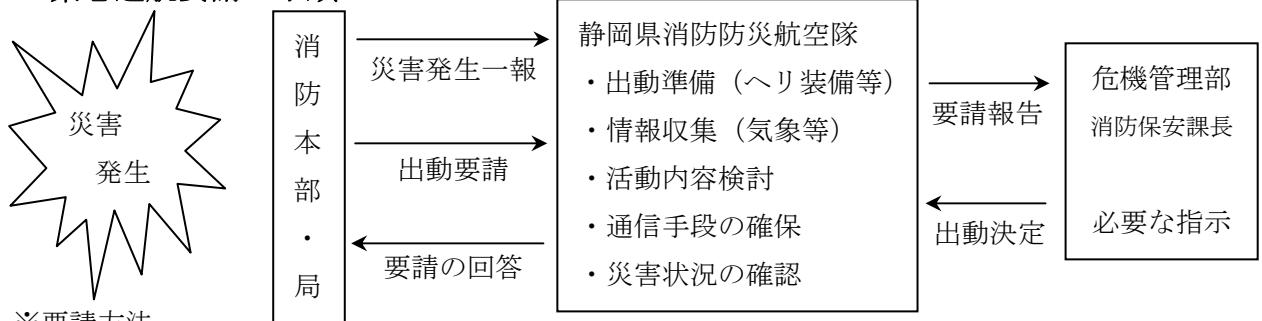 災害
発生
消防本部・局
災害発生一報
出動要請
要請の回答
静岡県消防防災航空隊
・出動準備（ヘリ装備等）
・情報収集（気象等）
・活動内容検討
・通信手段の確保
・災害状況の確認
要請報告
出動決定
危機管理部
消防保安課長
必要な指示
※要請方法